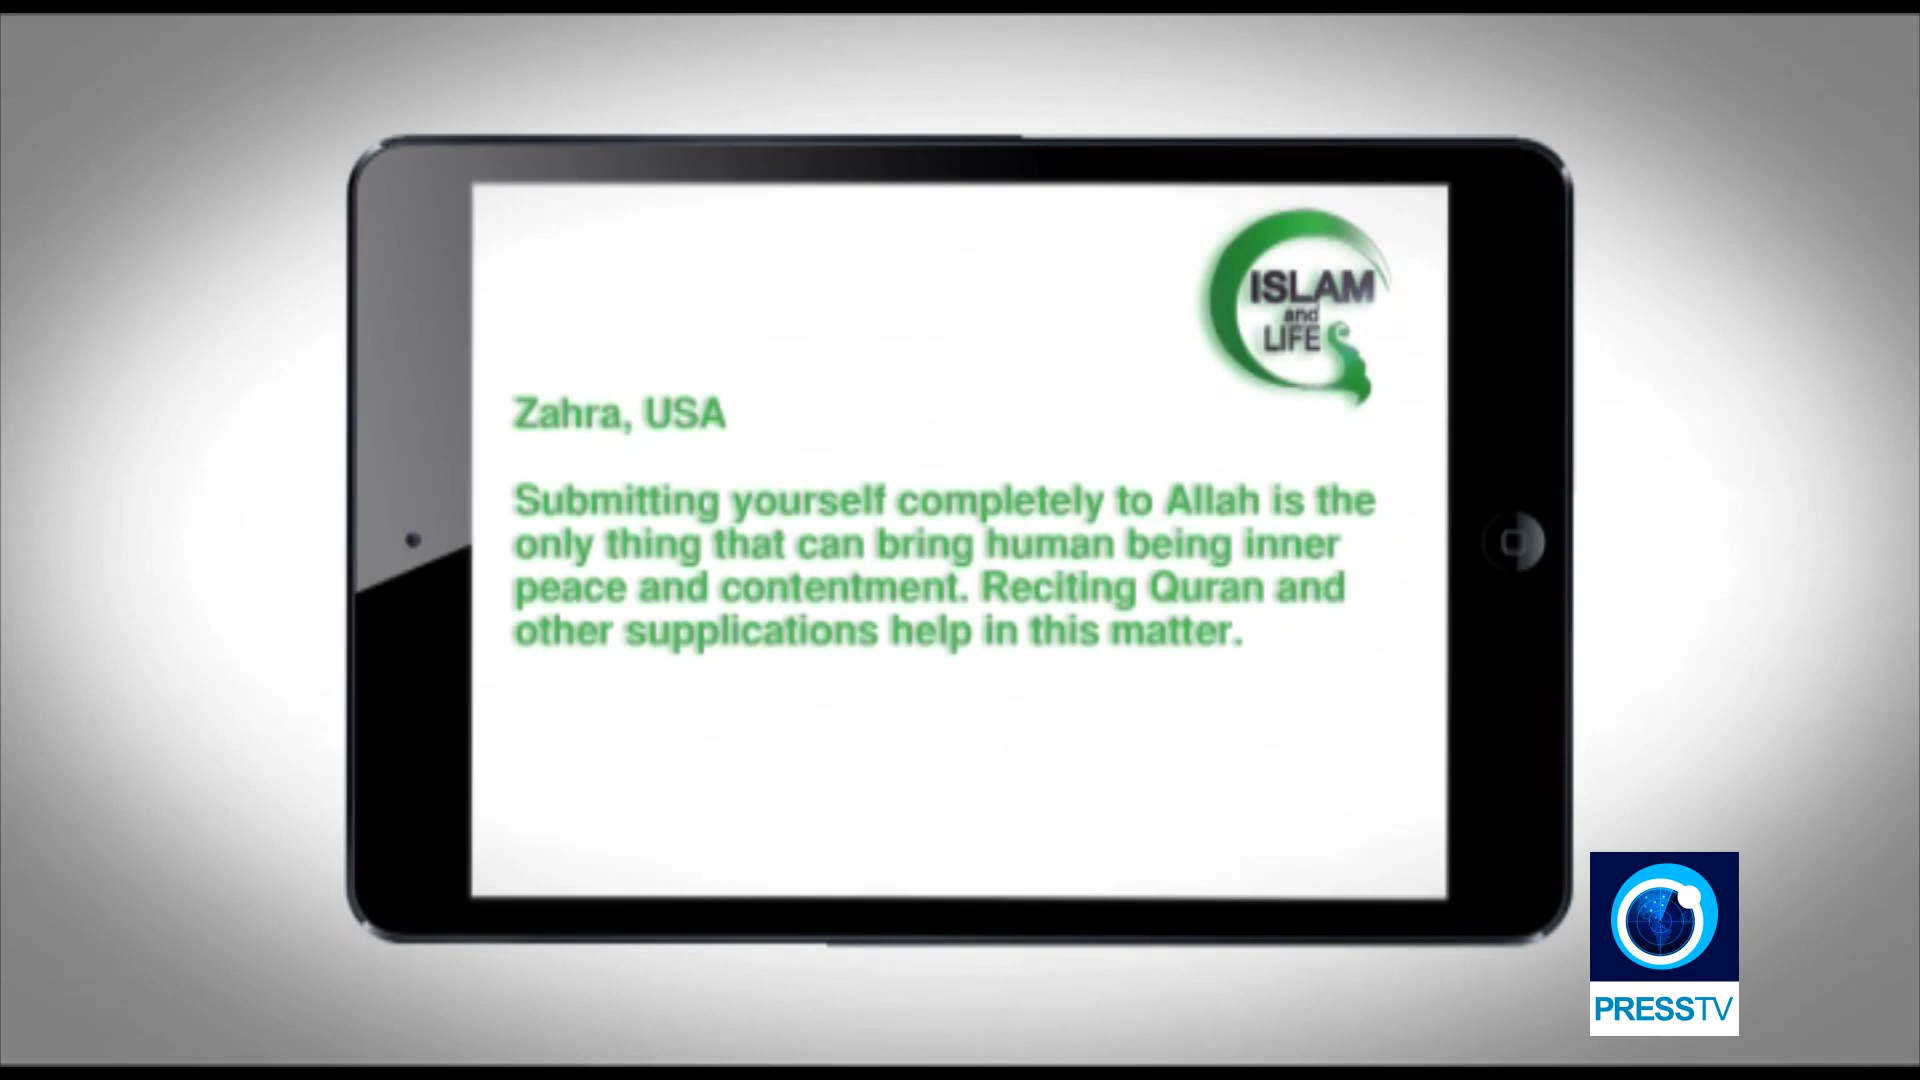 ISLAM
and
LIFE
Zahra, USA
Submitting yourself completely to Allah is the
only thing that can bring human being inner
peace and contentment. Reciting Quran and
other supplications help in this matter.
PRESSTV